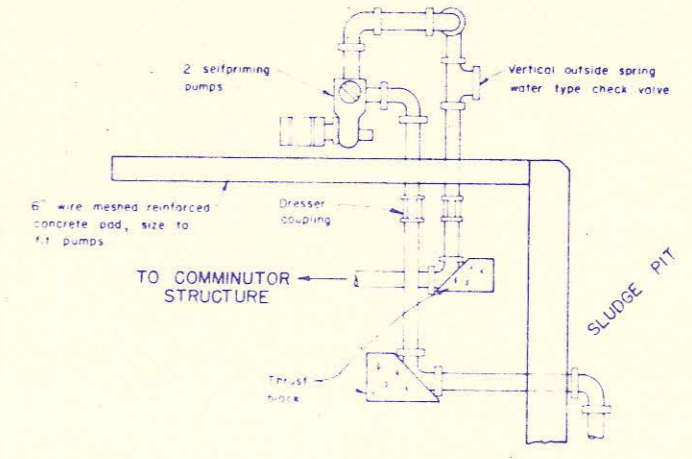 2 selfpriming
pumps
Vertical outside spring
water type check valve
6" wire meshed reinforced
concrete pad, size to
fit pumps
Dresser
coupling
TO COMMINUTOR
STRUCTURE
SLUDGE PIT
Thrust
block